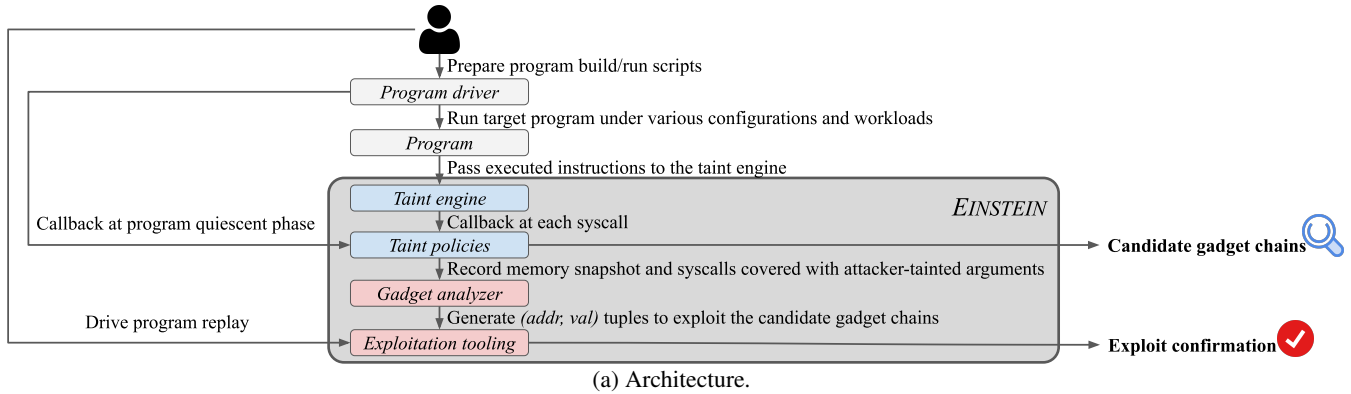 Prepare program build/run scripts
Program driver
Run target program under various configurations and workloads
Program
Pass executed instructions to the taint engine
Taint engine
EINSTEIN
Callback at program quiescent phase
Callback at each syscall
Taint policies
Candidate gadget chains
Record memory snapshot and syscalls covered with attacker-tainted arguments
Gadget analyzer
Drive program replay
Generate (addr, val) tuples to exploit the candidate gadget chains
Exploitation tooling
Exploit confirmation
(a) Architecture.